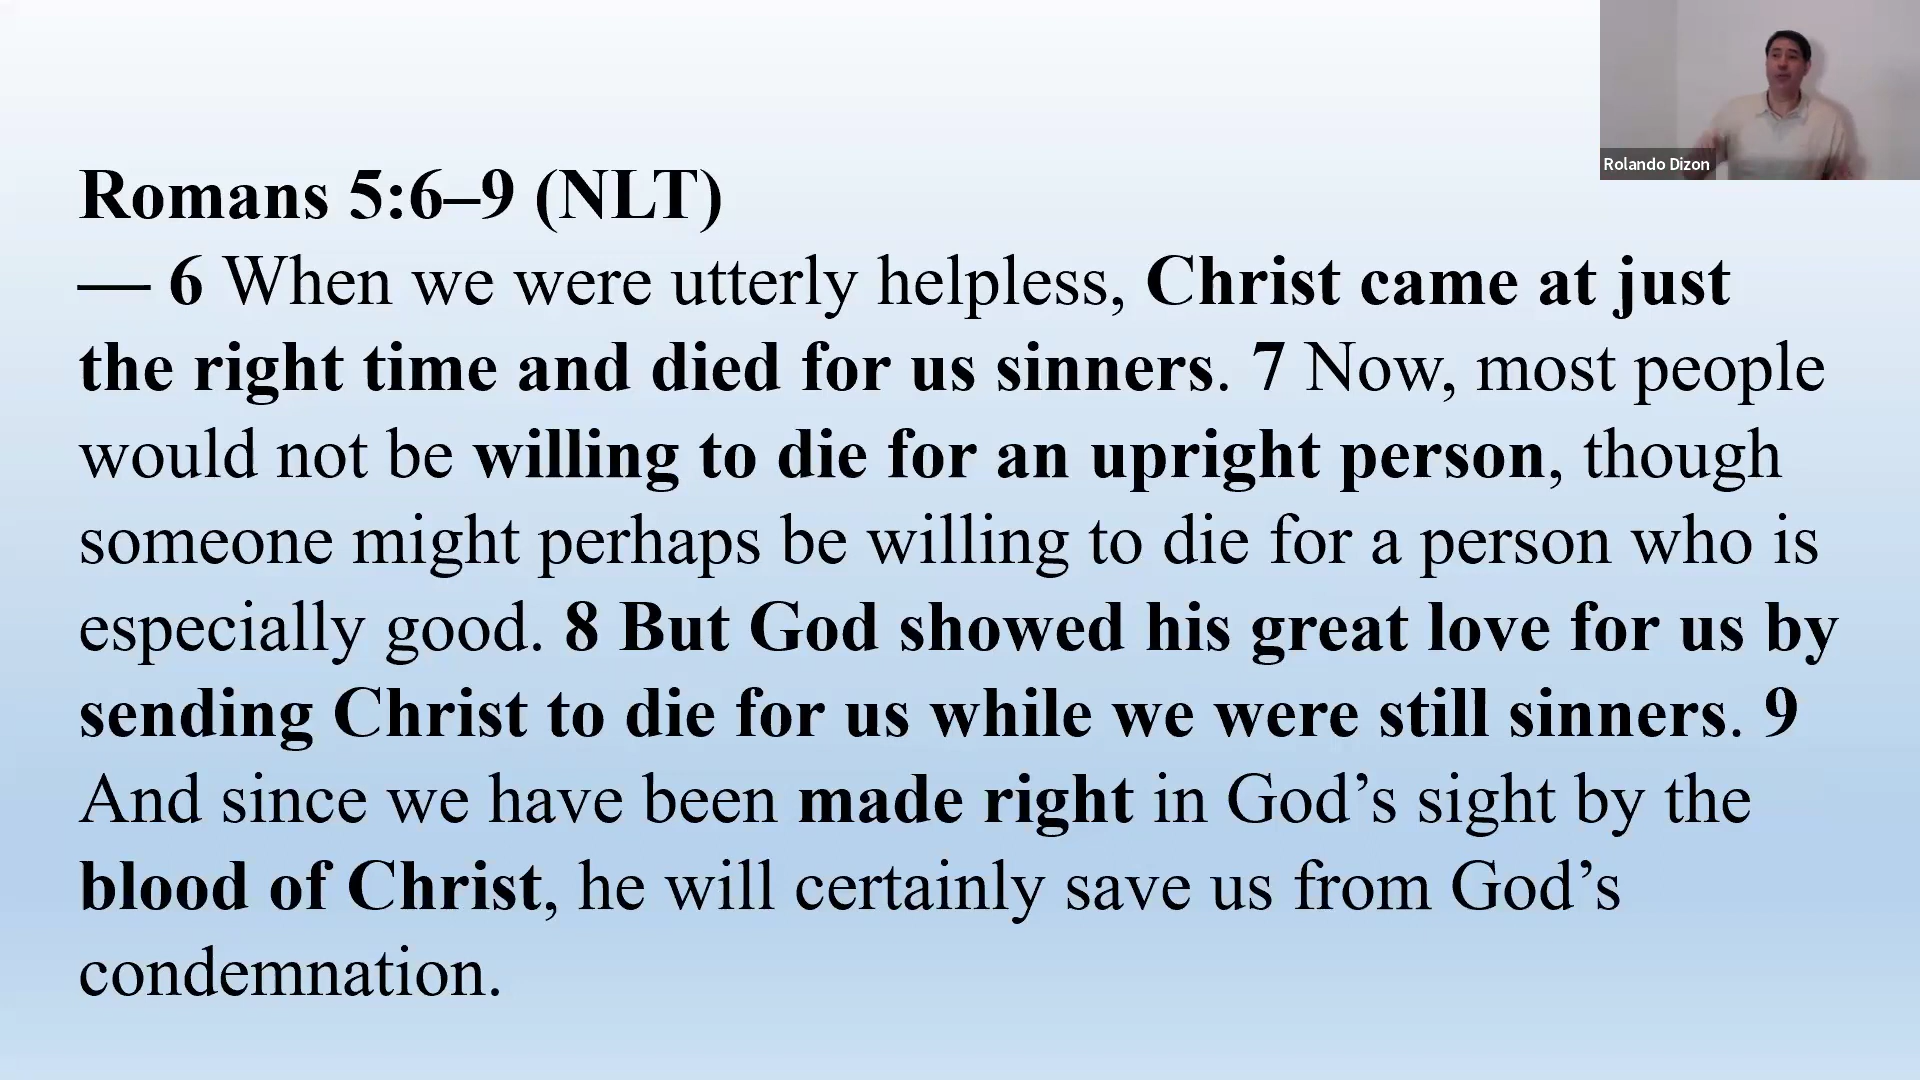 Rolando Dizon
Romans 5:6–9 (NLT)
— 6 When we were utterly helpless, Christ came at just
the right time and died for us sinners. 7 Now, most people
would not be willing to die for an upright person, though
someone might perhaps be willing to die for a person who is
especially good. 8 But God showed his great love for us by
sending Christ to die for us while we were still sinners. 9
And since we have been made right in God’s sight by the
blood of Christ, he will certainly save us from God’s
condemnation.